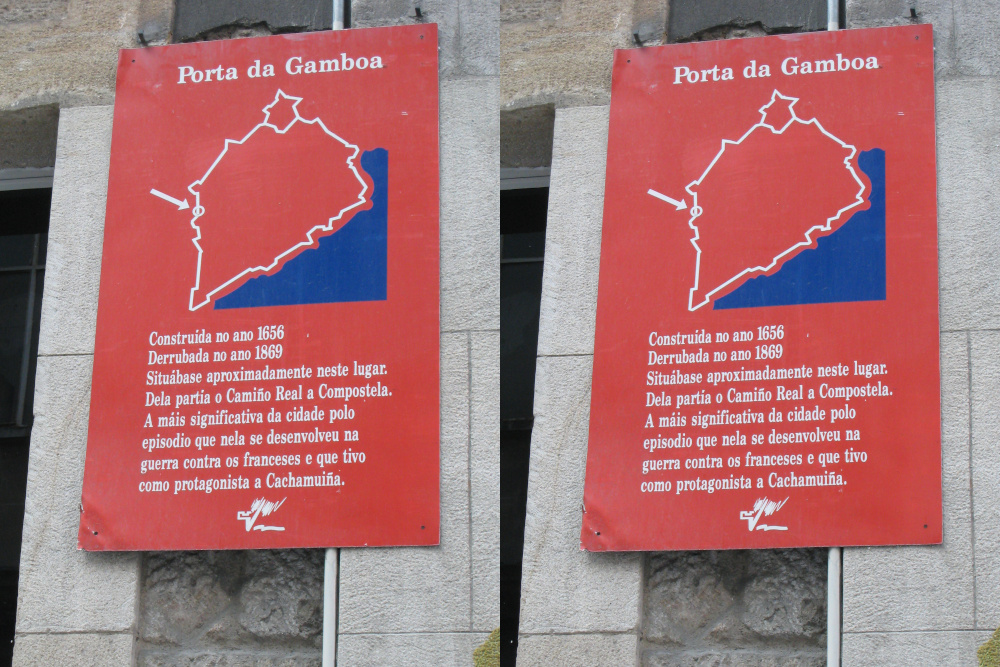 Porta da Gamboa
Construída no ano 1656
Derrubada no ano 1869
Situábase aproximadamente neste lugar.
Dela partia o Camiño Real a Compostela.
A máis significativa da cidade polo
episodio que nela se desenvolveu na
guerra contra os franceses e que tivo
como protagonista a Cachamuiña.
Porta da Gamboa
Construída no ano 1656
Derrubada no ano 1869
Situábase aproximadamente neste lugar.
Dela partia o Camiño Real a Compostela.
A máis significativa da cidade polo
episodio que nela se desenvolveu na
guerra contra os franceses e que tivo
como protagonista a Cachamuiña.